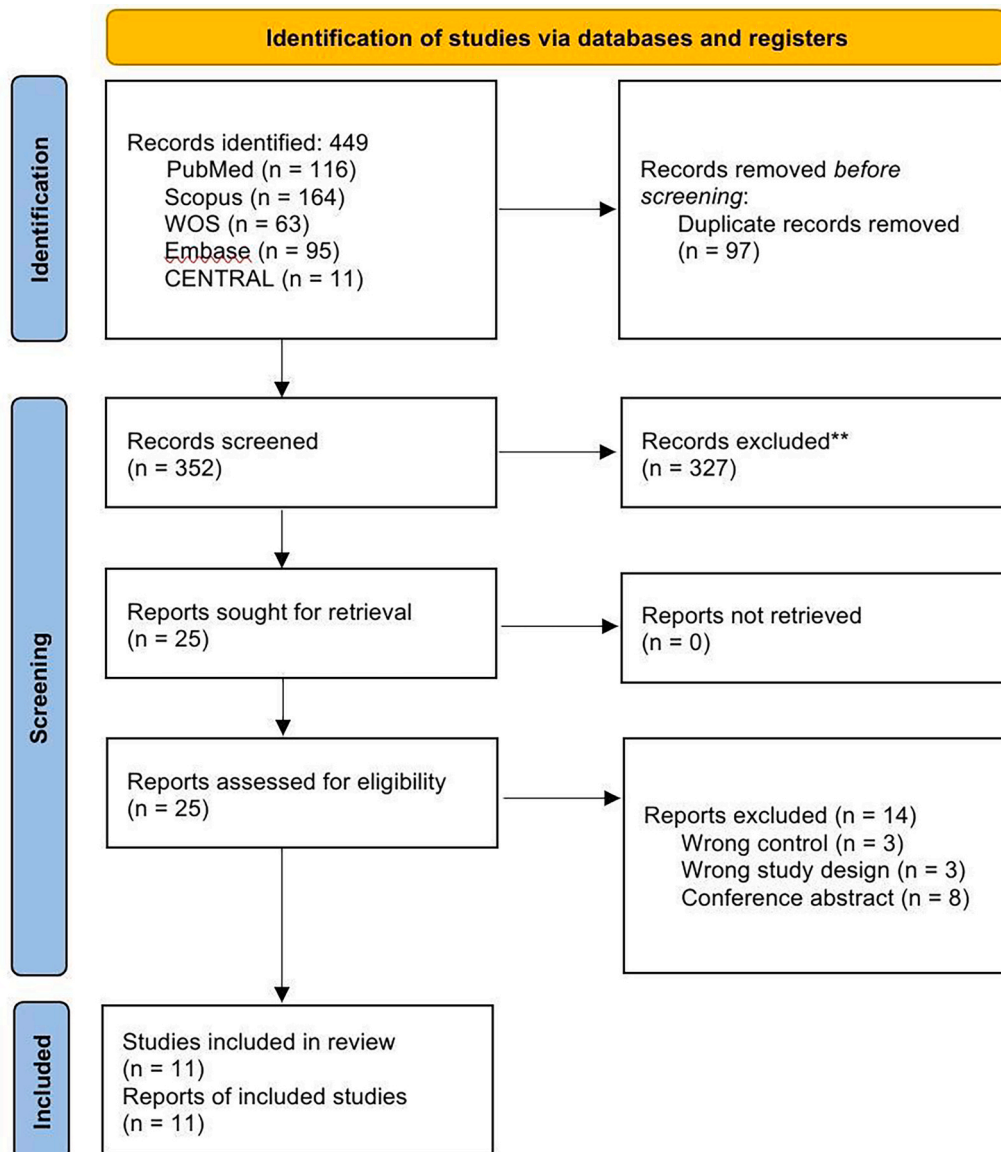 Identification of studies via databases and registers
Identification
Records identified: 449
PubMed (n = 116)
Scopus (n = 164)
WOS (n = 63)
Embase (n = 95)
CENTRAL (n = 11)
Records removed before
screening:
Duplicate records removed
(n = 97)
Screening
Records screened
(n = 352)
Records excluded**
(n = 327)
Reports sought for retrieval
(n = 25)
Reports not retrieved
(n = 0)
Reports assessed for eligibility
(n = 25)
Reports excluded (n = 14)
Wrong control (n = 3)
Wrong study design (n = 3)
Conference abstract (n = 8)
Included
Studies included in review
(n = 11)
Reports of included studies
(n = 11)